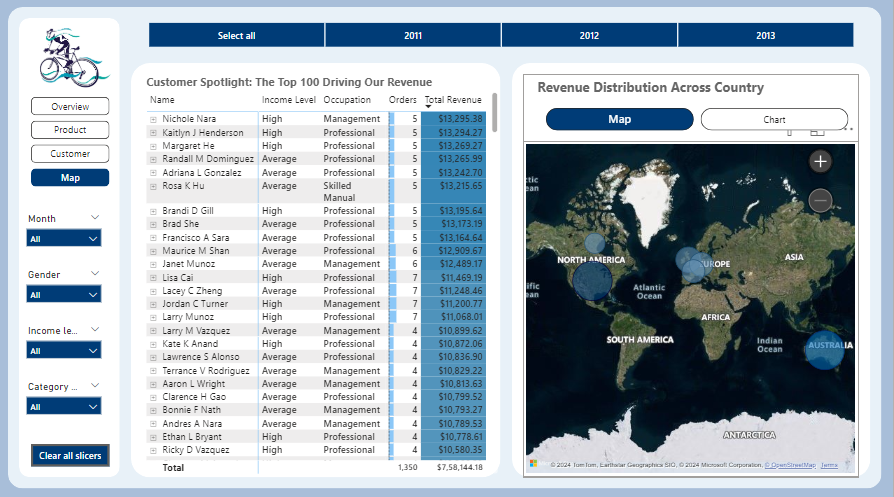 Select all 2011 2012 2013
Overview
Product
Customer
Map
Month
All
Gender
All
Income le...
All
Category ...
All
Clear all slicers
Customer Spotlight: The Top 100 Driving Our Revenue
Name Income Level Occupation Orders Total Revenue
Nichole Nara High Management 5 $13,295.38
Kaitlyn J Henderson High Professional 5 $13,294.27
Margaret He High Professional 5 $13,269.27
Randall M Dominguez Average Professional 5 $13,265.99
Adriana L Gonzalez Average Professional 5 $13,242.70
Rosa K Hu Average Skilled Manual 5 $13,215.65
Brandi D Gill High Professional 5 $13,195.64
Brad She Average Professional 5 $13,173.19
Francisco A Sara Average Professional 5 $13,164.64
Maurice M Shan Average Professional 6 $12,909.67
Janet Munoz Average Management 6 $12,489.17
Lisa Cai High Professional 7 $11,469.19
Lacey C Zheng Average Professional 7 $11,248.46
Jordan C Turner High Management 7 $11,200.77
Larry Munoz High Professional 7 $11,068.01
Larry M Vazquez Average Management 4 $10,899.62
Kate K Anand High Professional 4 $10,872.06
Lawrence S Alonso Average Professional 4 $10,836.90
Terrance V Rodriguez Average Management 4 $10,829.22
Aaron L Wright Average Management 4 $10,813.63
Clarence H Gao Average Professional 4 $10,799.52
Bonnie F Nath Average Management 4 $10,793.27
Andres A Nara Average Management 4 $10,789.53
Ethan L Bryant High Professional 4 $10,778.61
Ricky D Vazquez High Professional 4 $10,580.35
Total 1,350 $7,58,144.18
Revenue Distribution Across Country
Map Chart
ctic
ean
NORTH AMERICA
UROPE
ASIA
ific
ean
Atlantic
Ocean
AFRICA
SOUTH AMERICA
Indian
Ocean
AUSTRALIA
ANTARCTICA
© 2024 TomTom, Earthstar Geographics SIO, © 2024 Microsoft Corporation, © OpenStreetMap Terms